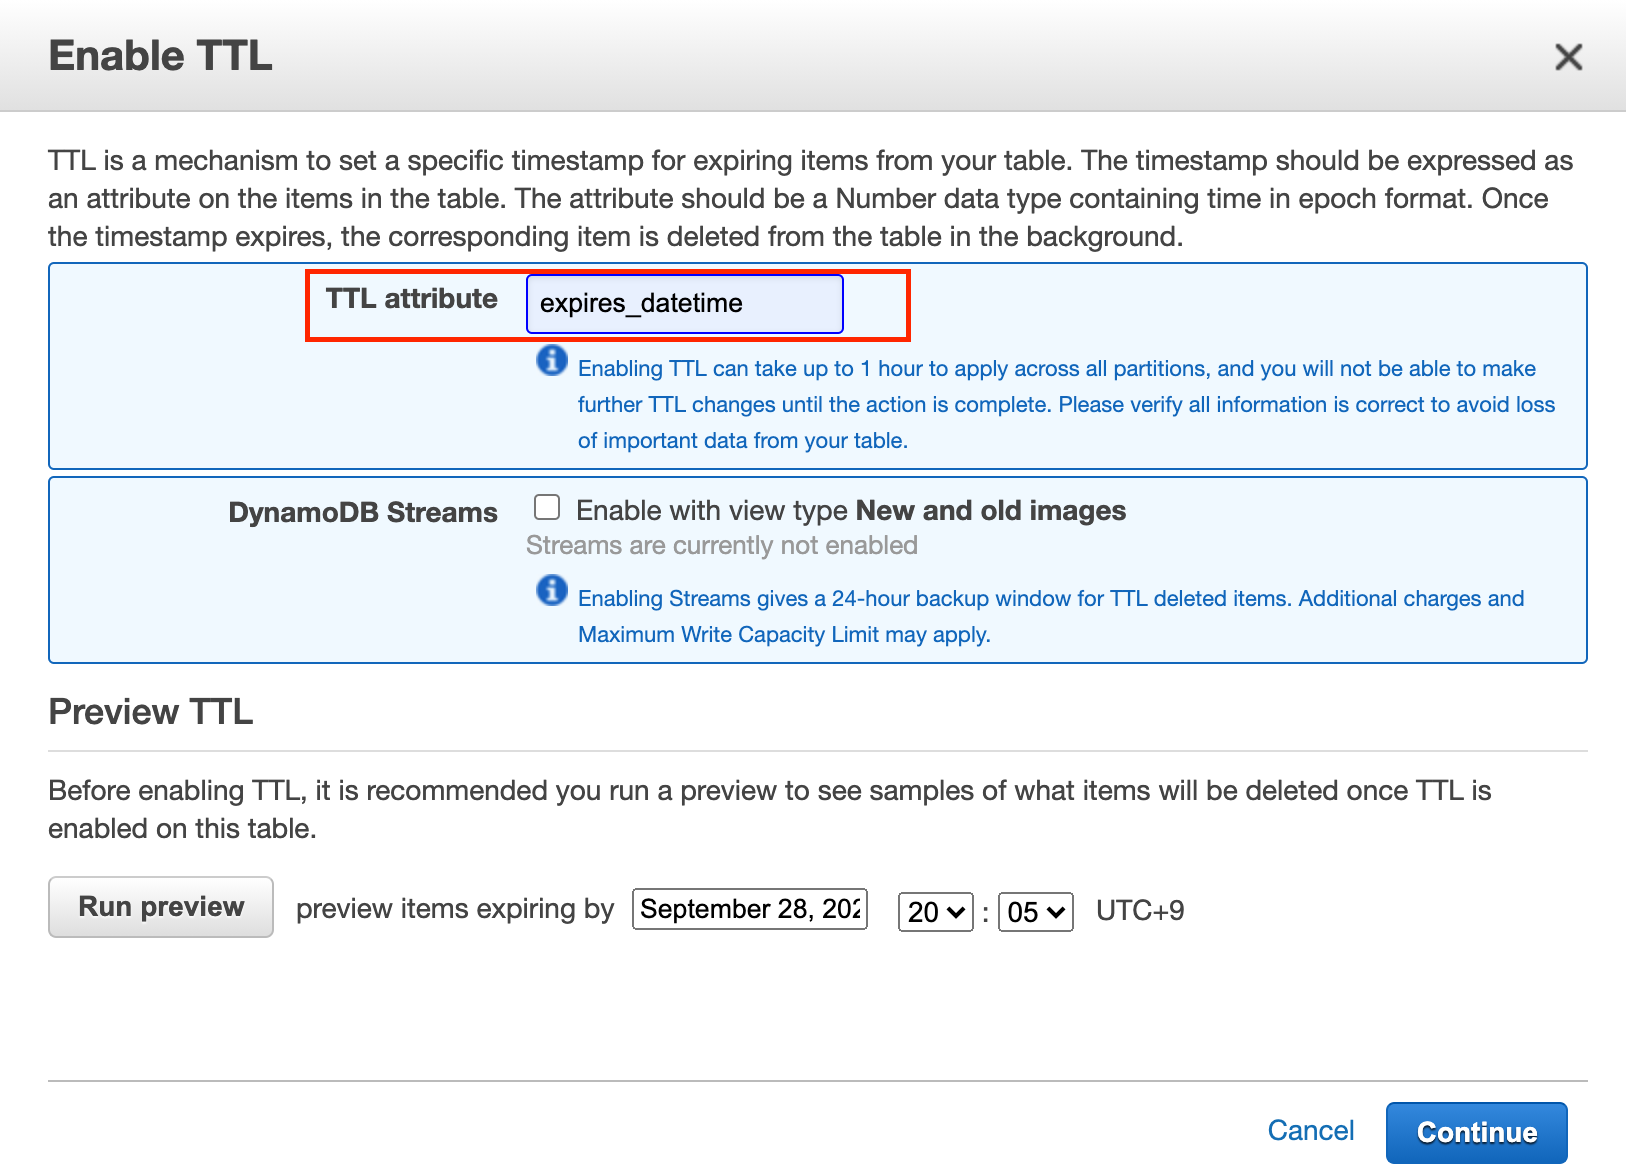 Enable TTL
TTL is a mechanism to set a specific timestamp for expiring items from your table. The timestamp should be expressed as
an attribute on the items in the table. The attribute should be a Number data type containing time in epoch format. Once
the timestamp expires, the corresponding item is deleted from the table in the background.
TTL attribute expires_datetime
Enabling TTL can take up to 1 hour to apply across all partitions, and you will not be able to make
further TTL changes until the action is complete. Please verify all information is correct to avoid loss
of important data from your table.
DynamoDB Streams Enable with view type New and old images
Streams are currently not enabled
Enabling Streams gives a 24-hour backup window for TTL deleted items. Additional charges and
Maximum Write Capacity Limit may apply.
Preview TTL
Before enabling TTL, it is recommended you run a preview to see samples of what items will be deleted once TTL is
enabled on this table.
Run preview preview items expiring by September 28, 202 20 : 05 UTC+9
Cancel Continue